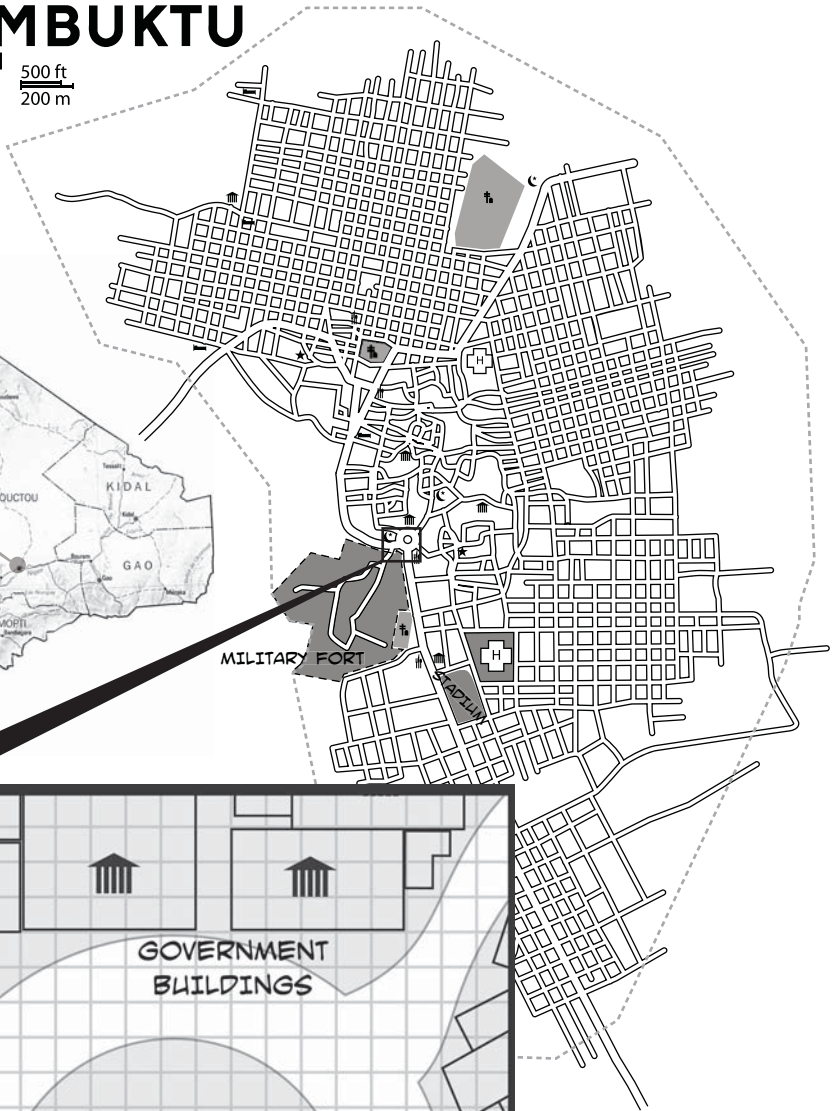 MBUKTU
500 ft
200 m
H
OUCTOU
KIDAL
GAO
MOPTI
MILITARY FORT
H
STADIUM
GOVERNMENT
BUILDINGS